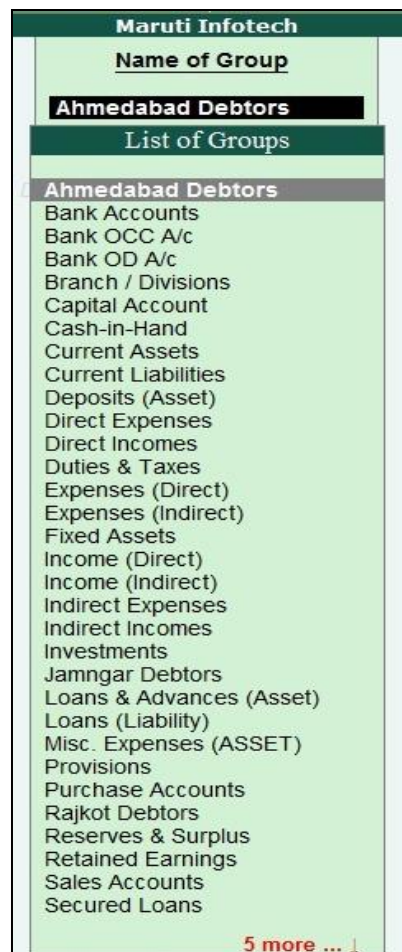 Maruti Infotech
Name of Group
Ahmedabad Debtors
List of Groups
Ahmedabad Debtors
Bank Accounts
Bank OCC A/c
Bank OD A/c
Branch / Divisions
Capital Account
Cash-in-Hand
Current Assets
Current Liabilities
Deposits (Asset)
Direct Expenses
Direct Incomes
Duties & Taxes
Expenses (Direct)
Expenses (Indirect)
Fixed Assets
Income (Direct)
Income (Indirect)
Indirect Expenses
Indirect Incomes
Investments
Jamngar Debtors
Loans & Advances (Asset)
Loans (Liability)
Misc. Expenses (ASSET)
Provisions
Purchase Accounts
Rajkot Debtors
Reserves & Surplus
Retained Earnings
Sales Accounts
Secured Loans
5 more ... ↓